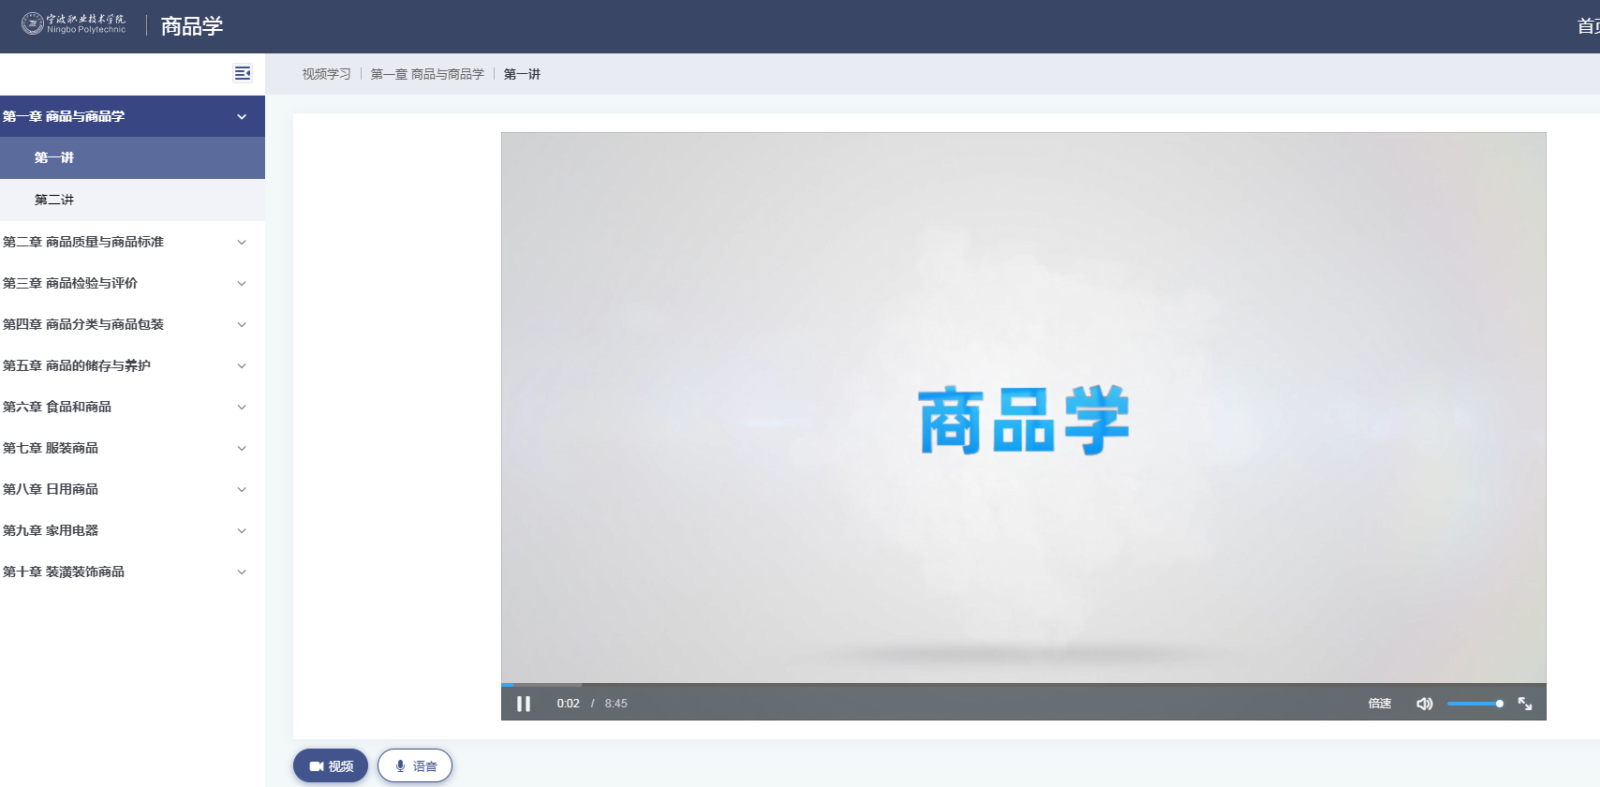 宁波职业技术学院
Ningbo Polytechnic
商品学
视频学习 | 第一章 商品与商品学 | 第一讲
第一章 商品与商品学
第一讲
第二讲
第二章 商品质量与商品标准
第三章 商品检验与评价
第四章 商品分类与商品包装
第五章 商品的储存与养护
第六章 食品和商品
第七章 服装商品
第八章 日用商品
第九章 家用电器
第十章 装潢装饰商品
商品学
0:02 / 8:45
倍速
视频
语音